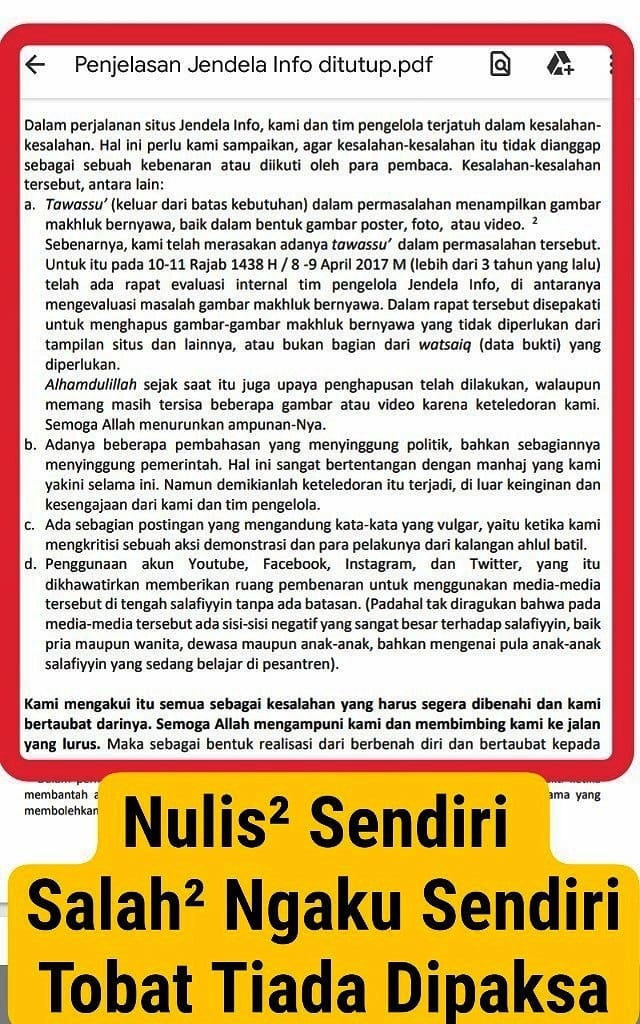 Penjelasan Jendela Info ditutup.pdf
Dalam perjalanan situs Jendela Info, kami dan tim pengelola terjatuh dalam kesalahan-
kesalahan. Hal ini perlu kami sampaikan, agar kesalahan-kesalahan itu tidak dianggap
sebagai sebuah kebenaran atau diikuti oleh para pembaca. Kesalahan-kesalahan
tersebut, antara lain:
a. Tawassu’ (keluar dari batas kebutuhan) dalam permasalahan menampilkan gambar
makhluk bernyawa, baik dalam bentuk gambar poster, foto, atau video. ²
Sebenarnya, kami telah merasakan adanya tawassu’ dalam permasalahan tersebut.
Untuk itu pada 10-11 Rajab 1438 H / 8 -9 April 2017 M (lebih dari 3 tahun yang lalu)
telah ada rapat evaluasi internal tim pengelola Jendela Info, di antaranya
mengevaluasi masalah gambar makhluk bernyawa. Dalam rapat tersebut disepakati
untuk menghapus gambar-gambar makhluk bernyawa yang tidak diperlukan dari
tampilan situs dan lainnya, atau bukan bagian dari watsaiq (data bukti) yang
diperlukan.
Alhamdulillah sejak saat itu juga upaya penghapusan telah dilakukan, walaupun
memang masih tersisa beberapa gambar atau video karena keteledoran kami.
Semoga Allah menurunkan ampunan-Nya.
b. Adanya beberapa pembahasan yang menyinggung politik, bahkan sebagiannya
menyinggung pemerintah. Hal ini sangat bertentangan dengan manhaj yang kami
yakini selama ini. Namun demikianlah keteledoran itu terjadi, di luar keinginan dan
kesengajaan dari kami dan tim pengelola.
c. Ada sebagian postingan yang mengandung kata-kata yang vulgar, yaitu ketika kami
mengkritisi sebuah aksi demonstrasi dan para pelakunya dari kalangan ahlul batil.
d. Penggunaan akun Youtube, Facebook, Instagram, dan Twitter, yang itu
dikhawatirkan memberikan ruang pembenaran untuk menggunakan media-media
tersebut di tengah salafiyyin tanpa ada batasan. (Padahal tak diragukan bahwa pada
media-media tersebut ada sisi-sisi negatif yang sangat besar terhadap salafiyyin, baik
pria maupun wanita, dewasa maupun anak-anak, bahkan mengenai pula anak-anak
salafiyyin yang sedang belajar di pesantren).
Kami mengakui itu semua sebagai kesalahan yang harus segera dibenahi dan kami
bertaubat darinya. Semoga Allah mengampuni kami dan membimbing kami ke jalan
yang lurus. Maka sebagai bentuk realisasi dari berbenah diri dan bertaubat kepada
membantah yang
membolehkan
Nulis² Sendiri
Salah² Ngaku Sendiri
Tobat Tiada Dipaksa